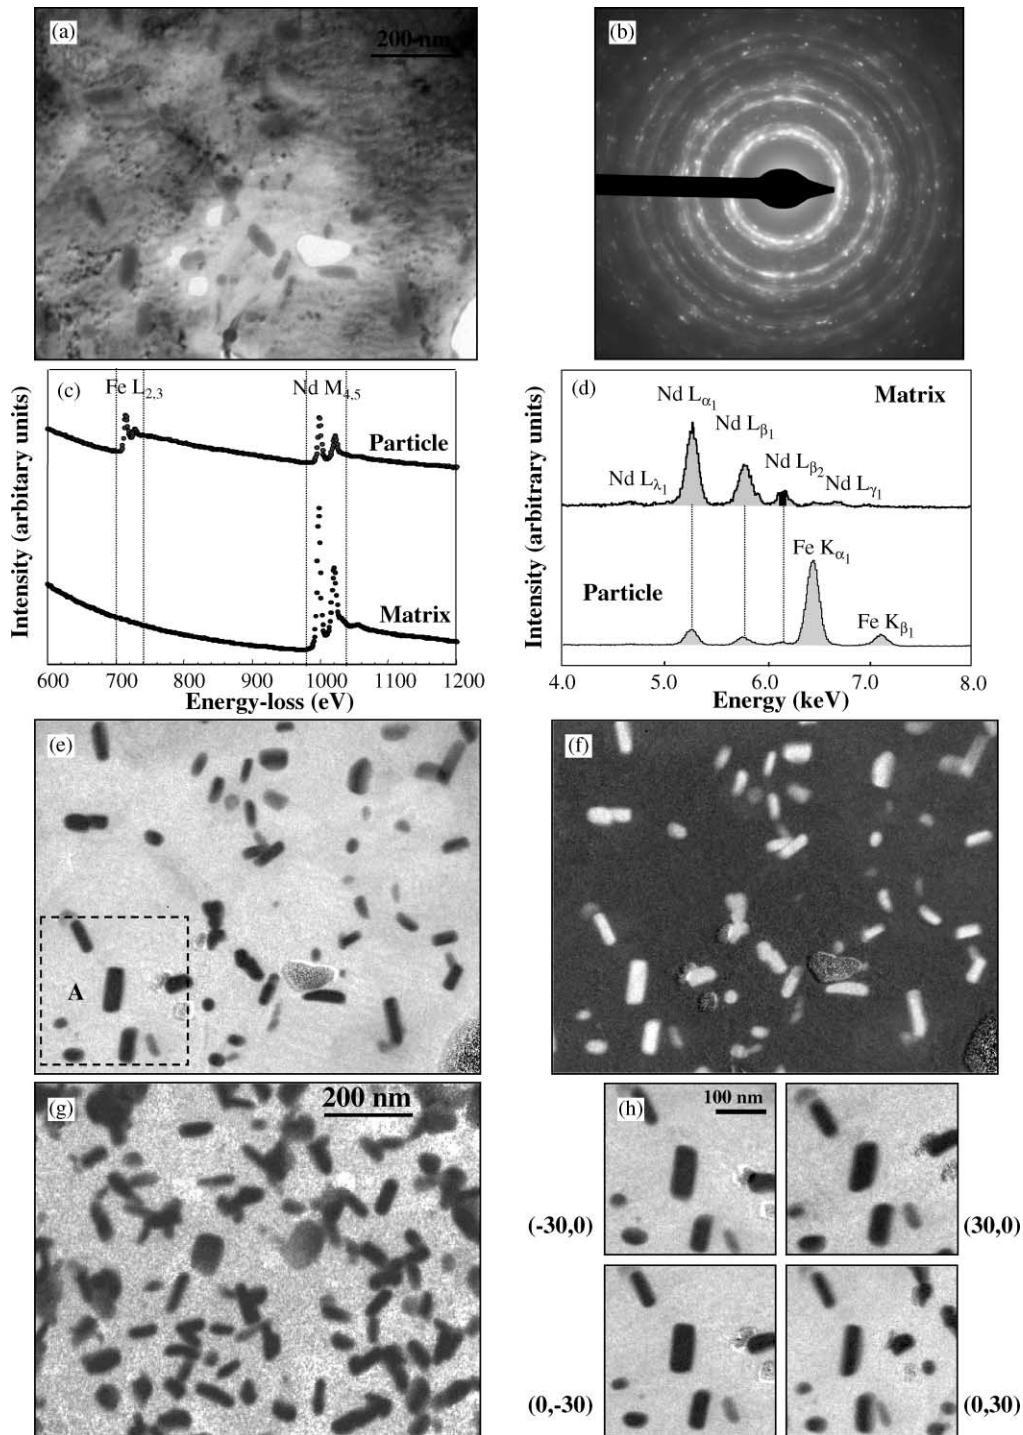 (a)
200 nm
(b)
(c)
Fe L2,3
Nd M4,5
Particle
Matrix
Intensity (arbitary units)
600 700 800 900 1000 1100 1200
Energy-loss (eV)
(d)
Matrix
Nd Lα1
Nd Lβ1
Nd Lβ2
Nd Lλ1
Nd Lγ1
Fe Kα1
Particle
Fe Kβ1
Intensity (arbitrary units)
4.0 5.0 6.0 7.0 8.0
Energy (keV)
(e)
A
(f)
(g)
200 nm
(h)
100 nm
(-30,0)
(30,0)
(0,-30)
(0,30)